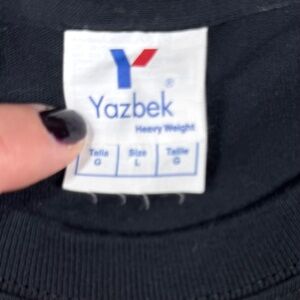 Y ®
Yazbek
Heavy Weight
Talla Size Taille
G L G